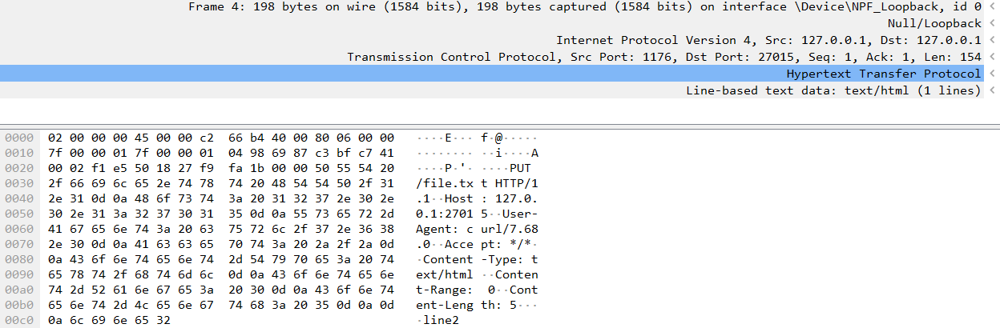 Frame 4: 198 bytes on wire (1584 bits), 198 bytes captured (1584 bits) on interface \Device\NPF_Loopback, id 0
Null/Loopback
Internet Protocol Version 4, Src: 127.0.0.1, Dst: 127.0.0.1
Transmission Control Protocol, Src Port: 1176, Dst Port: 27015, Seq: 1, Ack: 1, Len: 154
Hypertext Transfer Protocol
Line-based text data: text/html (1 lines)
0000 02 00 00 00 45 00 00 c2 66 b4 40 00 80 06 00 00 ····E··· f·@·····
0010 7f 00 00 01 7f 00 00 01 04 98 69 87 c3 bf c7 41 ········ ··i····A
0020 00 02 f1 e5 50 18 27 f9 fa 1b 00 00 50 55 54 20 ····P·'· ····PUT
0030 2f 66 69 6c 65 2e 74 78 74 20 48 54 54 50 2f 31 /file.tx t HTTP/1
0040 2e 31 0d 0a 48 6f 73 74 3a 20 31 32 37 2e 30 2e .1··Host : 127.0.
0050 30 2e 31 3a 32 37 30 31 35 0d 0a 55 73 65 72 2d 0.1:2701 5··User-
0060 41 67 65 6e 74 3a 20 63 75 72 6c 2f 37 2e 36 38 Agent: c url/7.68
0070 2e 30 0d 0a 41 63 63 65 70 74 3a 20 2a 2f 2a 0d .0··Acce pt: */*·
0080 0a 43 6f 6e 74 65 6e 74 2d 54 79 70 65 3a 20 74 ·Content -Type: t
0090 65 78 74 2f 68 74 6d 6c 0d 0a 43 6f 6e 74 65 6e ext/html ··Conten
00a0 74 2d 52 61 6e 67 65 3a 20 30 0d 0a 43 6f 6e 74 t-Range: 0··Cont
00b0 65 6e 74 2d 4c 65 6e 67 74 68 3a 20 35 0d 0a 0d ent-Leng th: 5···
00c0 0a 6c 69 6e 65 32 ·line2